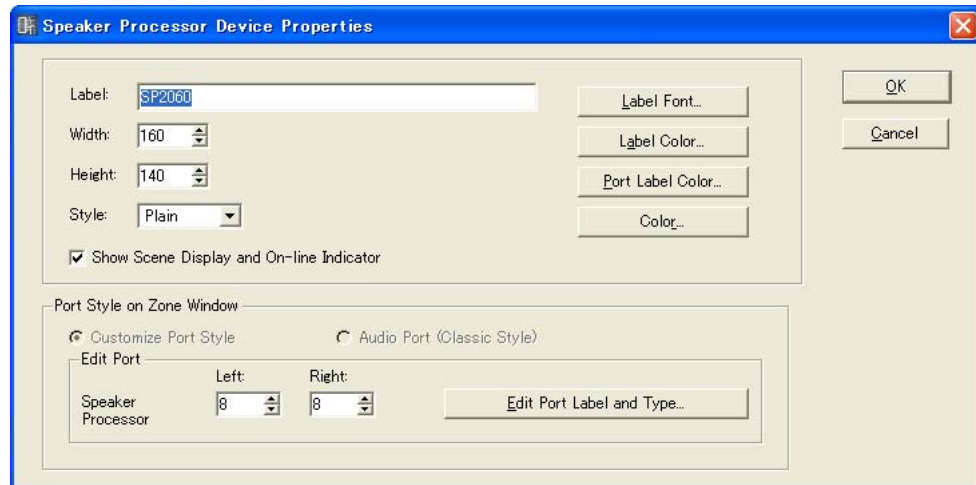 Speaker Processor Device Properties
Label: SP2060
Width: 160
Height: 140
Style: Plain
Show Scene Display and On-line Indicator
Label Font...
Label Color...
Port Label Color...
Color...
OK
Cancel
Port Style on Zone Window
Customize Port Style
Audio Port (Classic Style)
Edit Port
Left: Right:
Speaker Processor 8 8
Edit Port Label and Type...